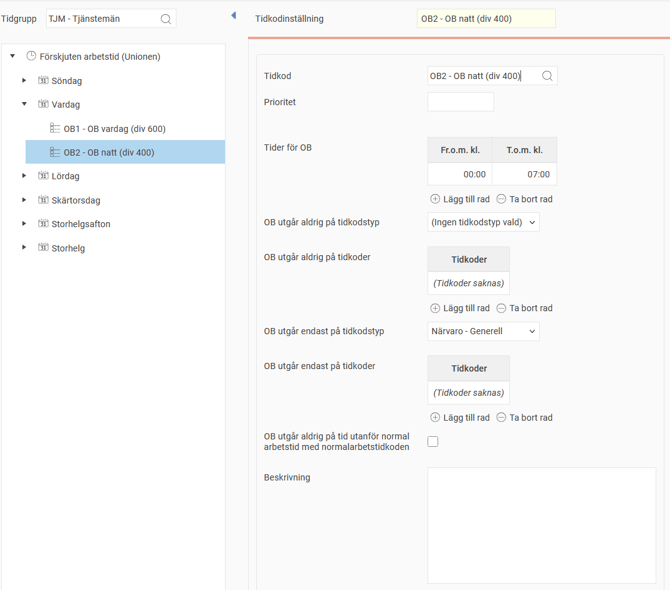 Tidgrupp TJM - Tjänstemän
Förskjuten arbetstid (Unionen)
Söndag
Vardag
OB1 - OB vardag (div 600)
OB2 - OB natt (div 400)
Lördag
Skärtorsdag
Storhelgsafton
Storhelg
Tidkodinställning OB2 - OB natt (div 400)
Tidkod OB2 - OB natt (div 400)
Prioritet
Tider för OB Fr.o.m. kl. T.o.m. kl.
00:00 07:00
Lägg till rad Ta bort rad
OB utgår aldrig på tidkodstyp (Ingen tidkodstyp vald)
OB utgår aldrig på tidkoder Tidkoder
(Tidkoder saknas)
Lägg till rad Ta bort rad
OB utgår endast på tidkodstyp Närvaro - Generell
OB utgår endast på tidkoder Tidkoder
(Tidkoder saknas)
Lägg till rad Ta bort rad
OB utgår aldrig på tid utanför normal
arbetstid med normalarbetstidkoden
Beskrivning